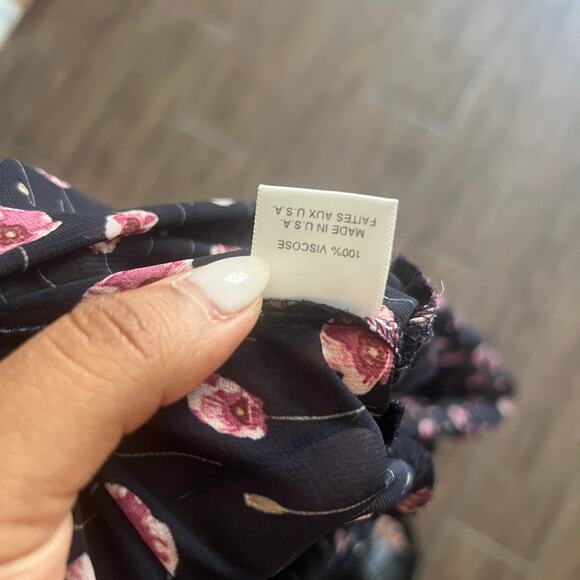 100% VISCOSE
MADE IN U.S.A.
FAITES AUX U.S.A.